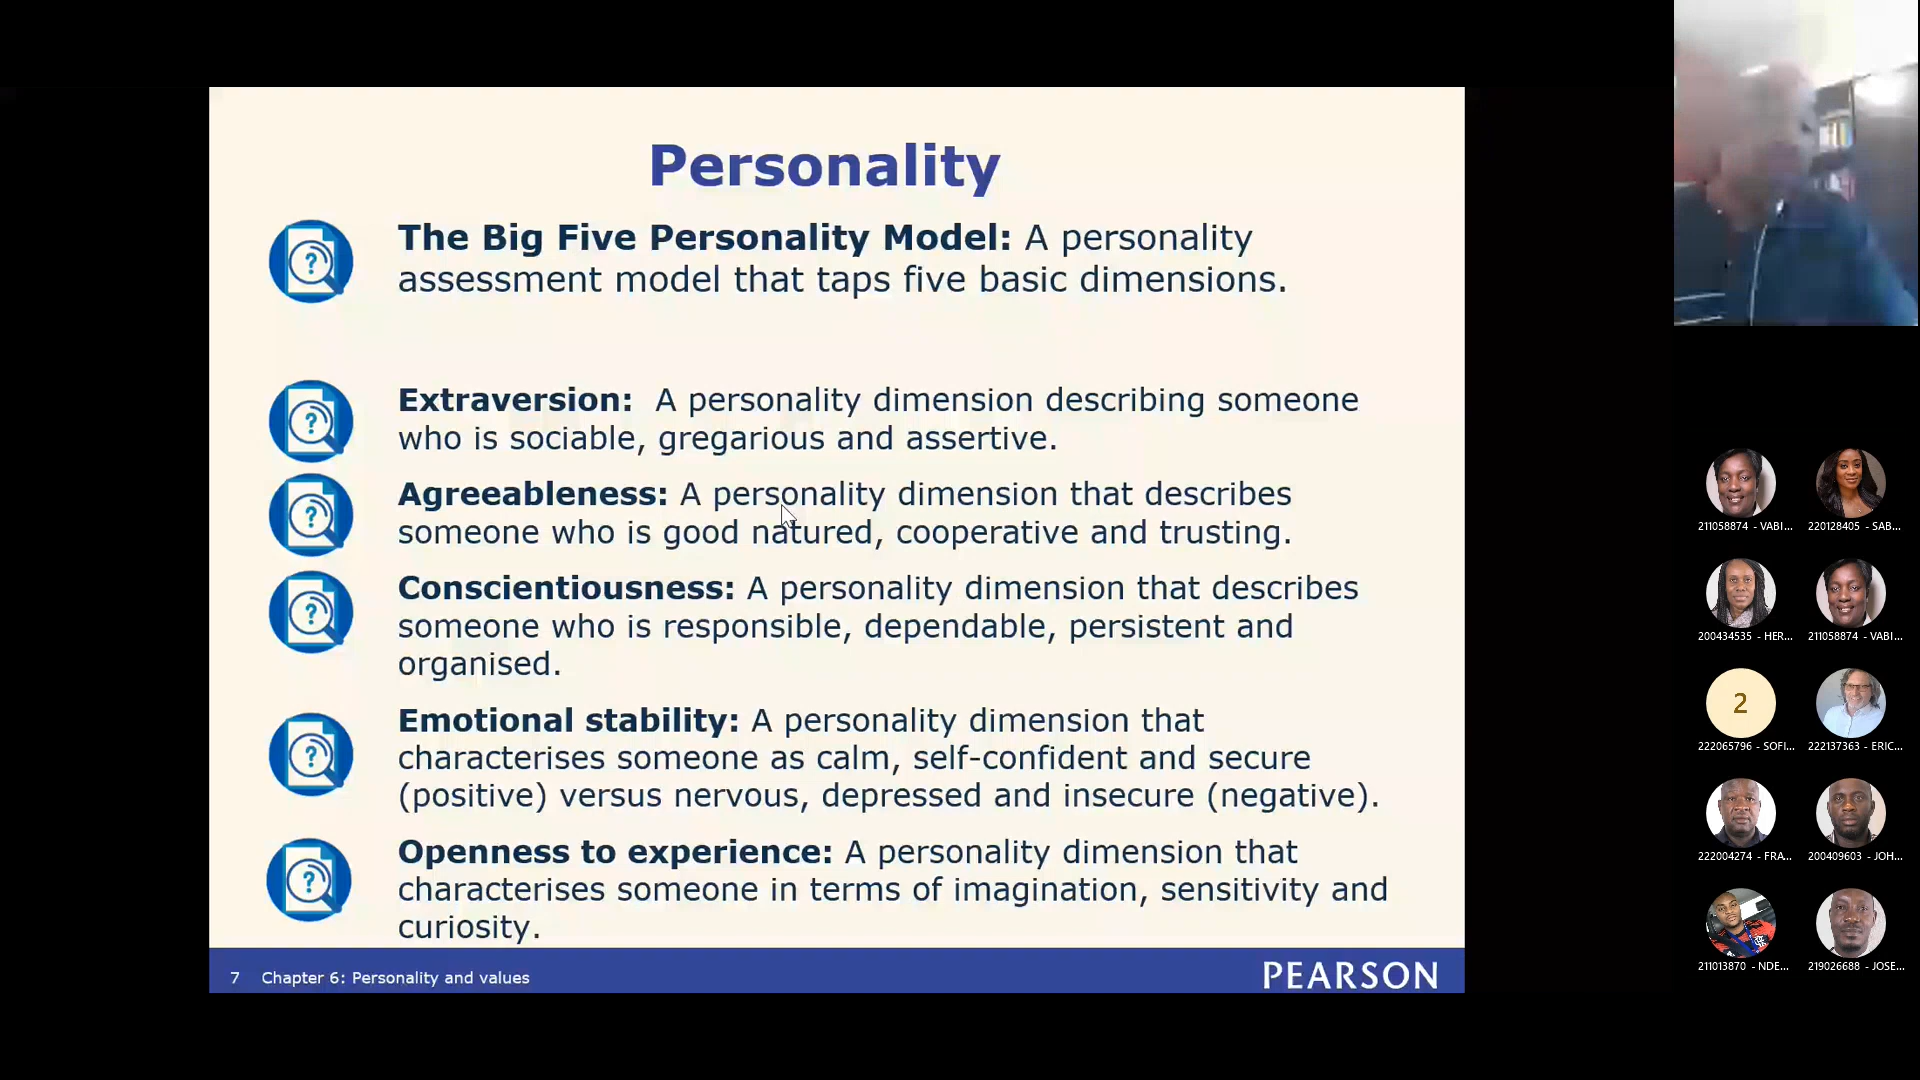 Personality
The Big Five Personality Model: A personality
assessment model that taps five basic dimensions.
Extraversion: A personality dimension describing someone
who is sociable, gregarious and assertive.
Agreeableness: A personality dimension that describes
someone who is good natured, cooperative and trusting.
Conscientiousness: A personality dimension that describes
someone who is responsible, dependable, persistent and
organised.
Emotional stability: A personality dimension that
characterises someone as calm, self-confident and secure
(positive) versus nervous, depressed and insecure (negative).
Openness to experience: A personality dimension that
characterises someone in terms of imagination, sensitivity and
curiosity.
7 Chapter 6: Personality and values
PEARSON
211058874 - VABI...
220128405 - SAB...
200434535 - HER...
211058874 - VABI...
2
222065796 - SOFI...
222137363 - ERIC...
222004274 - FRA...
200409603 - JOH...
211013870 - NDE...
219026688 - JOSE...